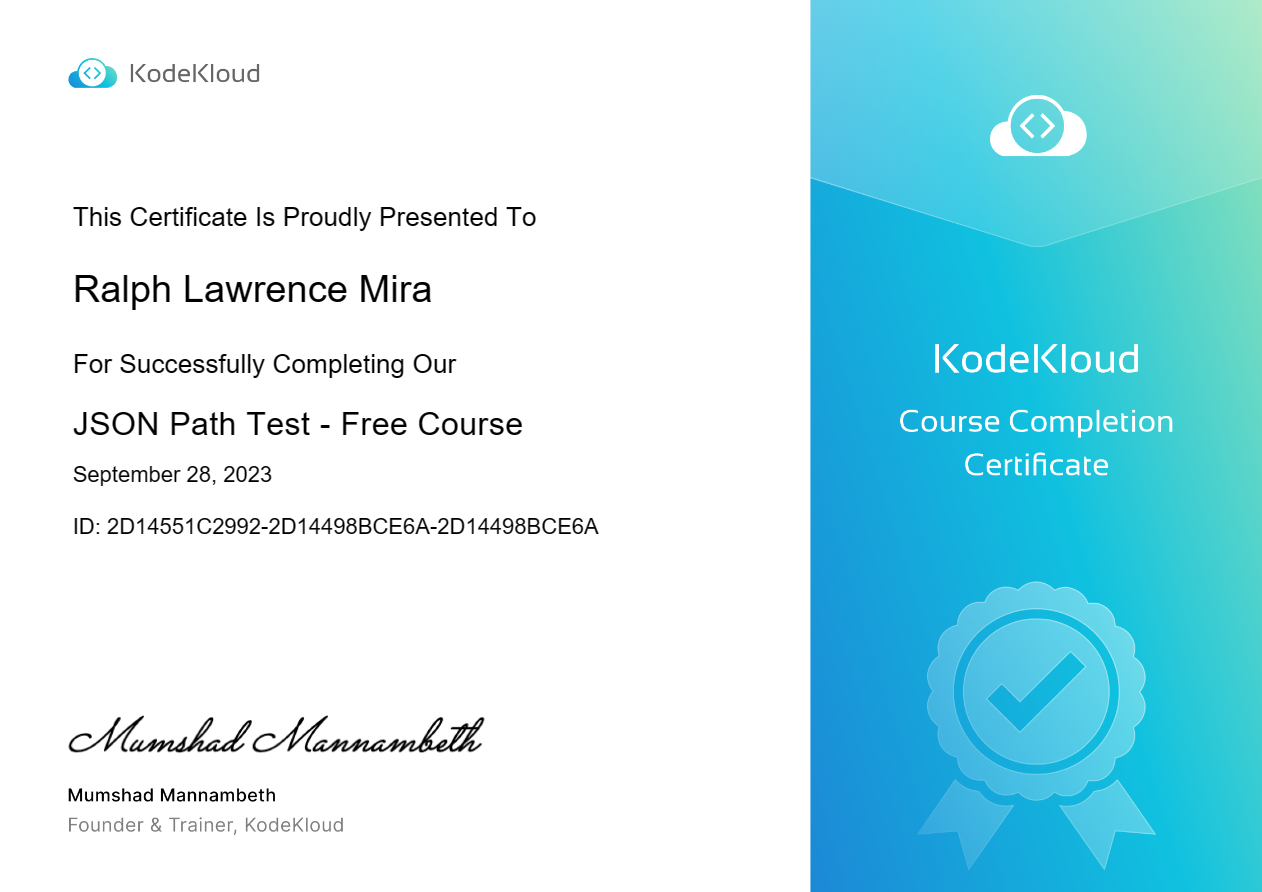 KodeKloud
This Certificate Is Proudly Presented To
Ralph Lawrence Mira
For Successfully Completing Our
JSON Path Test - Free Course
September 28, 2023
ID: 2D14551C2992-2D14498BCE6A-2D14498BCE6A
Mumshad Mannambeth
Mumshad Mannambeth
Founder & Trainer, KodeKloud
KodeKloud
Course Completion
Certificate